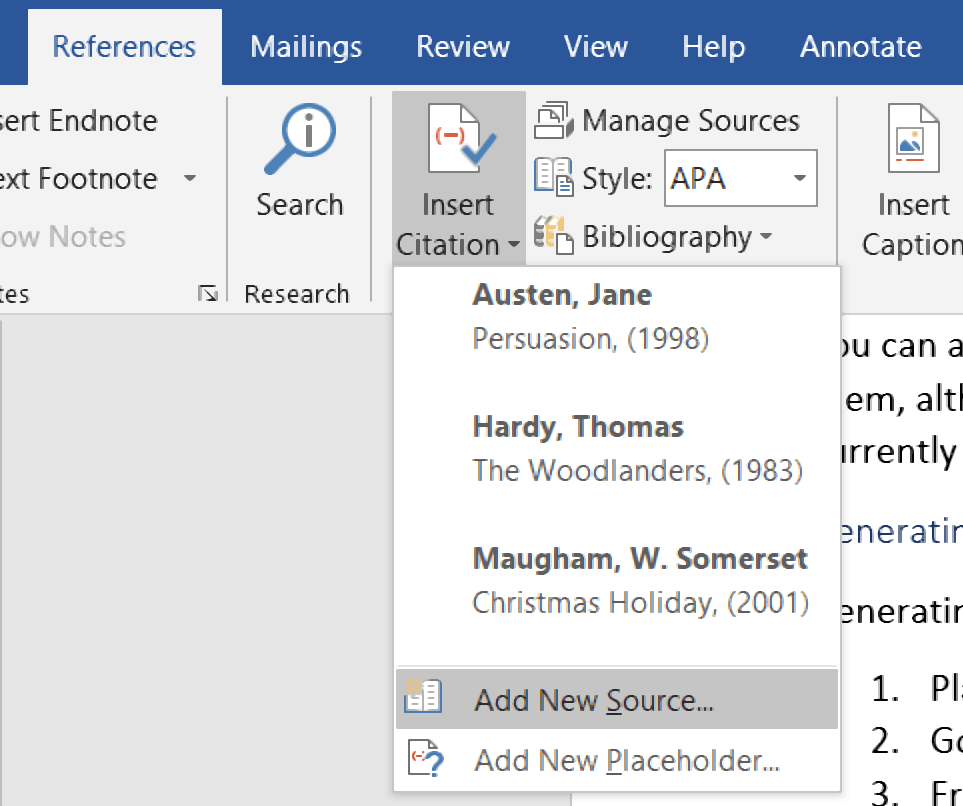 References Mailings Review View Help Annotate
sert Endnote
ext Footnote
ow Notes
tes
Search
Research
Insert
Citation
Manage Sources
Style: APA
Bibliography
Insert
Caption
Austen, Jane
Persuasion, (1998)
Hardy, Thomas
The Woodlanders, (1983)
Maugham, W. Somerset
Christmas Holiday, (2001)
Add New Source...
Add New Placeholder...
ou can a
em, alth
urrently
eneratin
eneratin
1. Pla
2. Go
3. Fr